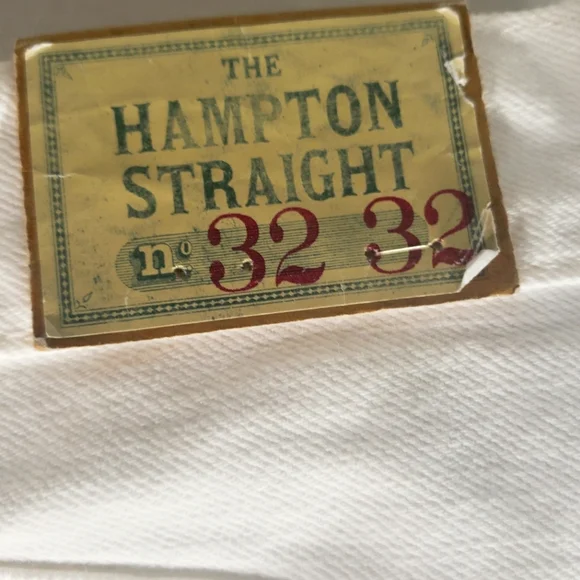 THE
HAMPTON
STRAIGHT
nº 32 32